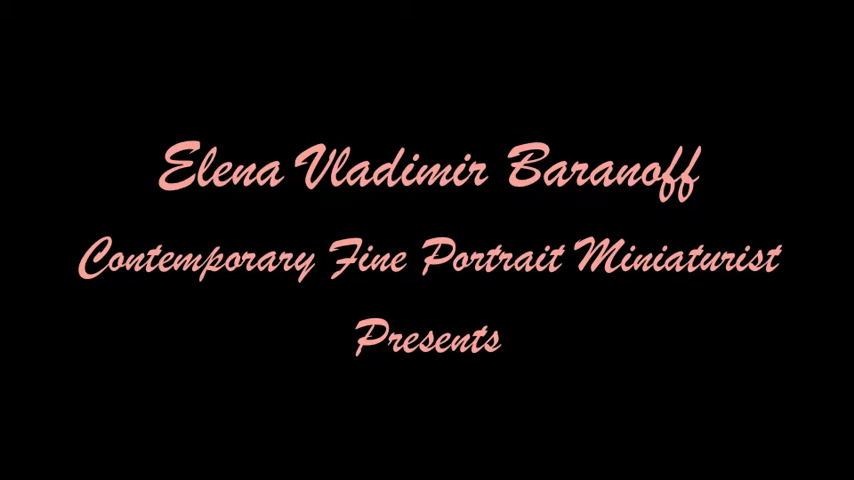 Elena Vladimir Baranoff
Contemporary Fine Portrait Miniaturist
Presents